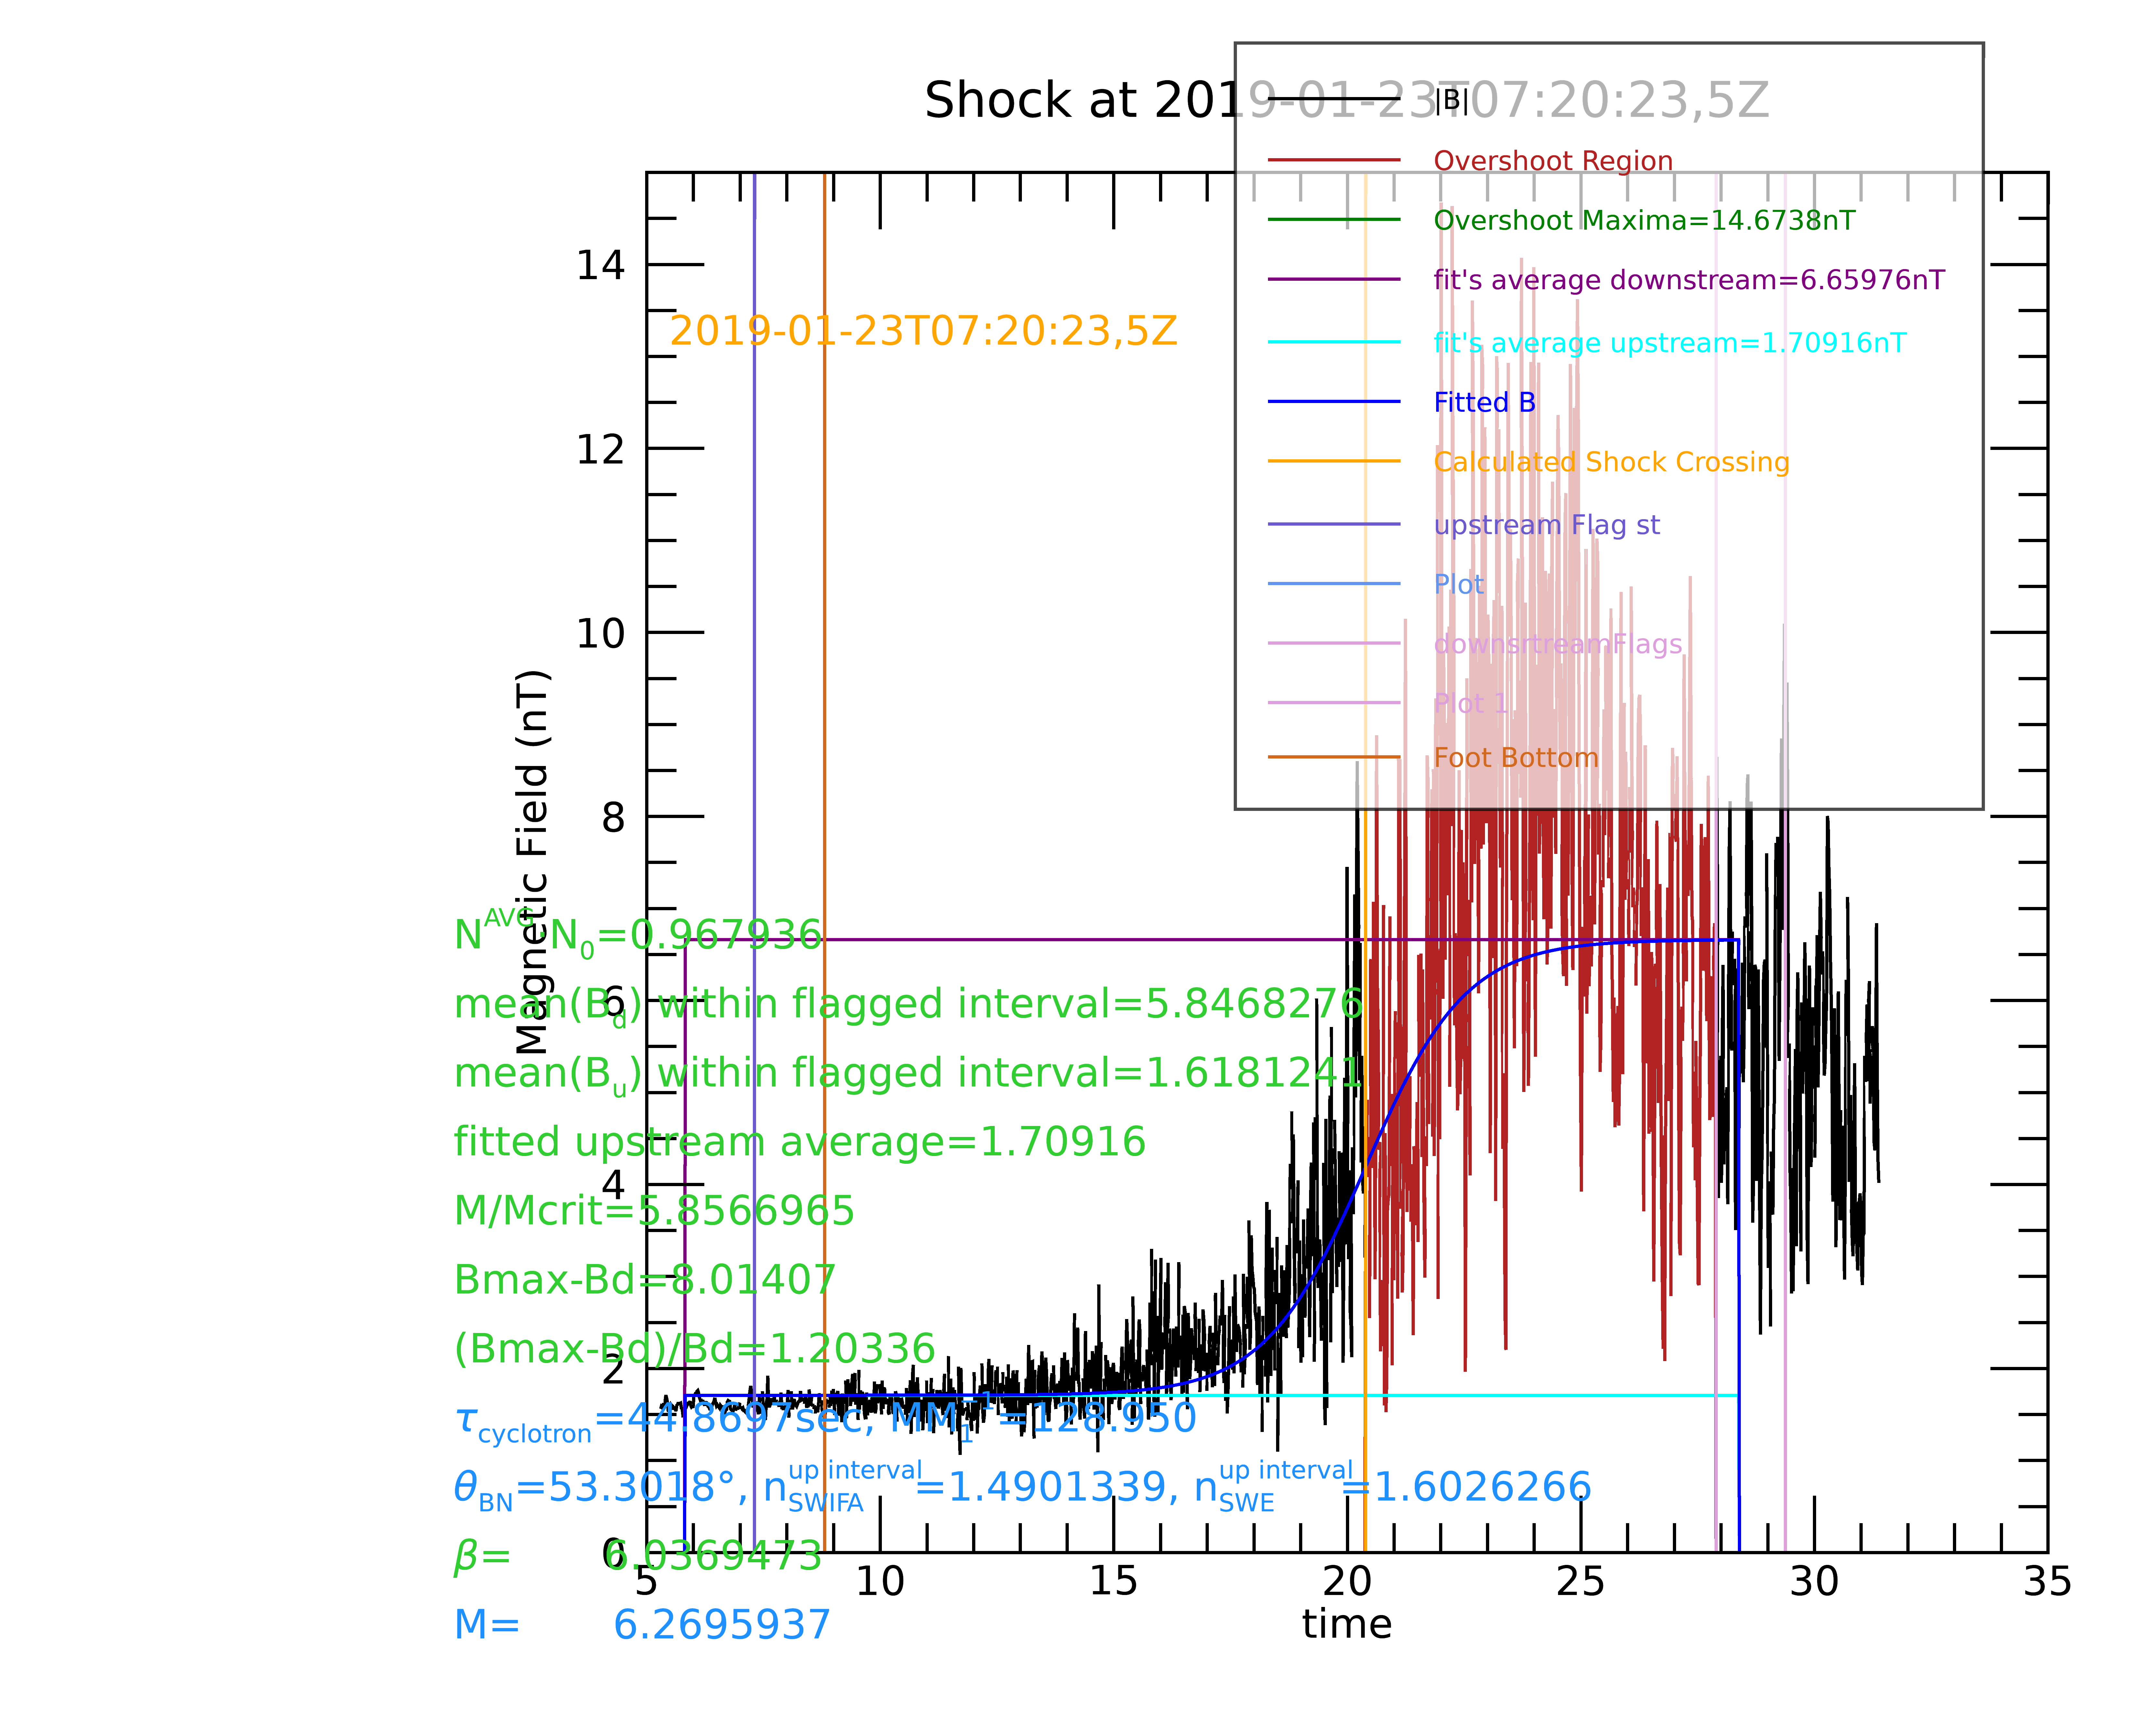 Shock at 2019-01-23T07:20:23,5Z
|B|
Overshoot Region
Overshoot Maxima=14.6738nT
fit's average downstream=6.65976nT
fit's average upstream=1.70916nT
Fitted B
Calculated Shock Crossing
upstream Flag st
Plot
downsrtreamFlags
Plot 1
Foot Bottom
2019-01-23T07:20:23,5Z
Magnetic Field (nT)
14
12
10
8
6
4
2
0
N^AVG·N_0=0.967936
mean(B_d) within flagged interval=5.8468276
mean(B_u) within flagged interval=1.6181241
fitted upstream average=1.70916
M/Mcrit=5.8566965
Bmax-Bd=8.01407
(Bmax-Bd)/Bd=1.20336
τ_cyclotron=44.8697sec, MM_1^-1=128.950
θ_BN=53.3018°, n_SWIFA^up interval=1.4901339, n_SWE^up interval=1.6026266
β= 6.0369473
M= 6.2695937
5 10 15 20 25 30 35
time